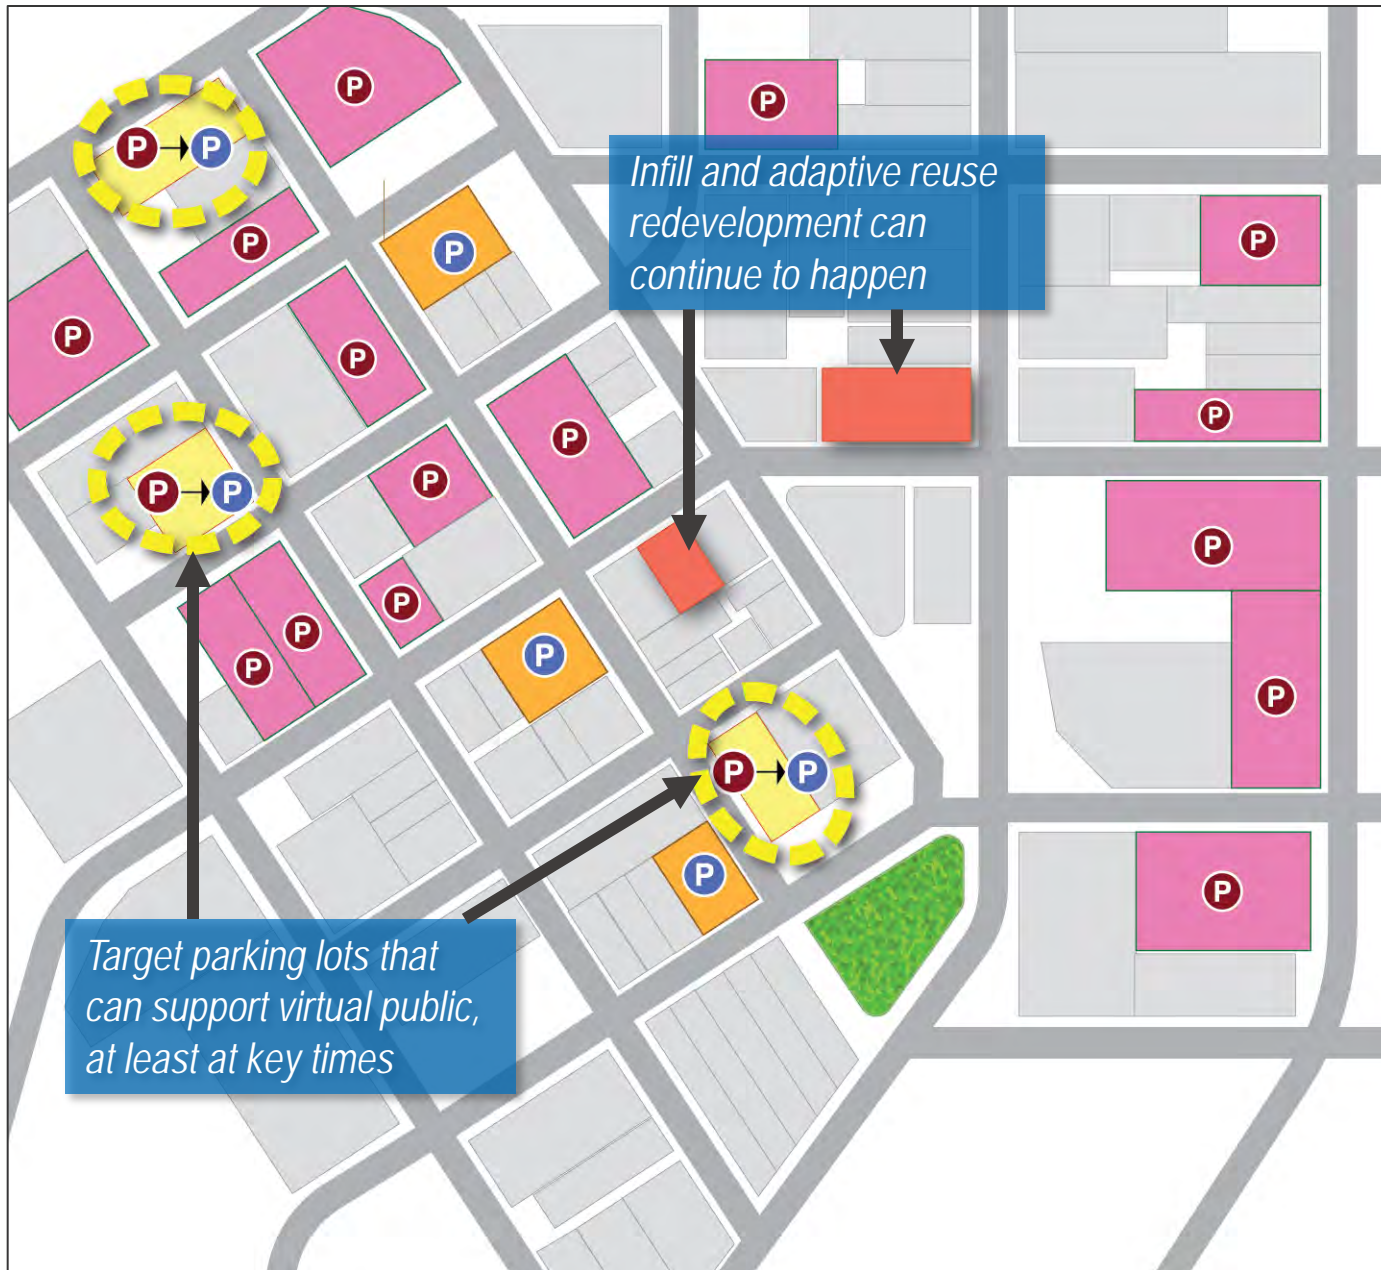 P
P
P → P
Infill and adaptive reuse
redevelopment can
continue to happen
P
P
P
P
P
P
P
P
P
P → P
P
P
P
P
P
P
P
P → P
P
P
Target parking lots that
can support virtual public,
at least at key times